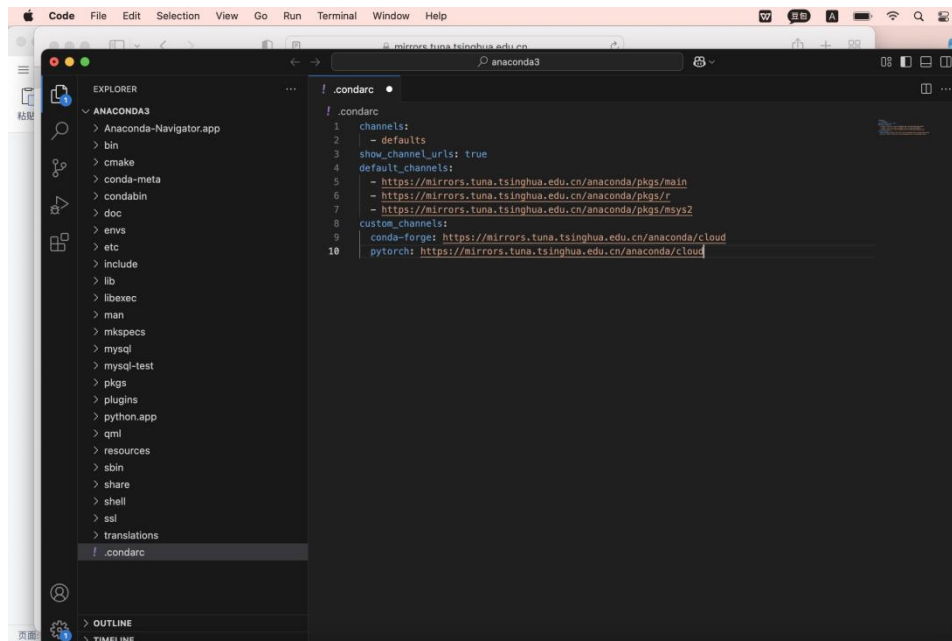 Code File Edit Selection View Go Run Terminal Window Help
豆包 A
mirrors.tuna.tsinghua.edu.cn
anaconda3
粘贴
EXPLORER
.condarc
ANACONDA3
.condarc
Anaconda-Navigator.app
bin
cmake
conda-meta
condabin
doc
envs
etc
include
lib
libexec
man
mkspecs
mysql
mysql-test
pkgs
plugins
python.app
qml
resources
sbin
share
shell
ssl
translations
! .condarc
1 channels:
2 - defaults
3 show_channel_urls: true
4 default_channels:
5 - https://mirrors.tuna.tsinghua.edu.cn/anaconda/pkgs/main
6 - https://mirrors.tuna.tsinghua.edu.cn/anaconda/pkgs/r
7 - https://mirrors.tuna.tsinghua.edu.cn/anaconda/pkgs/msys2
8 custom_channels:
9 conda-forge: https://mirrors.tuna.tsinghua.edu.cn/anaconda/cloud
10 pytorch: https://mirrors.tuna.tsinghua.edu.cn/anaconda/cloud
1
1
OUTLINE
TIMELINE
页面